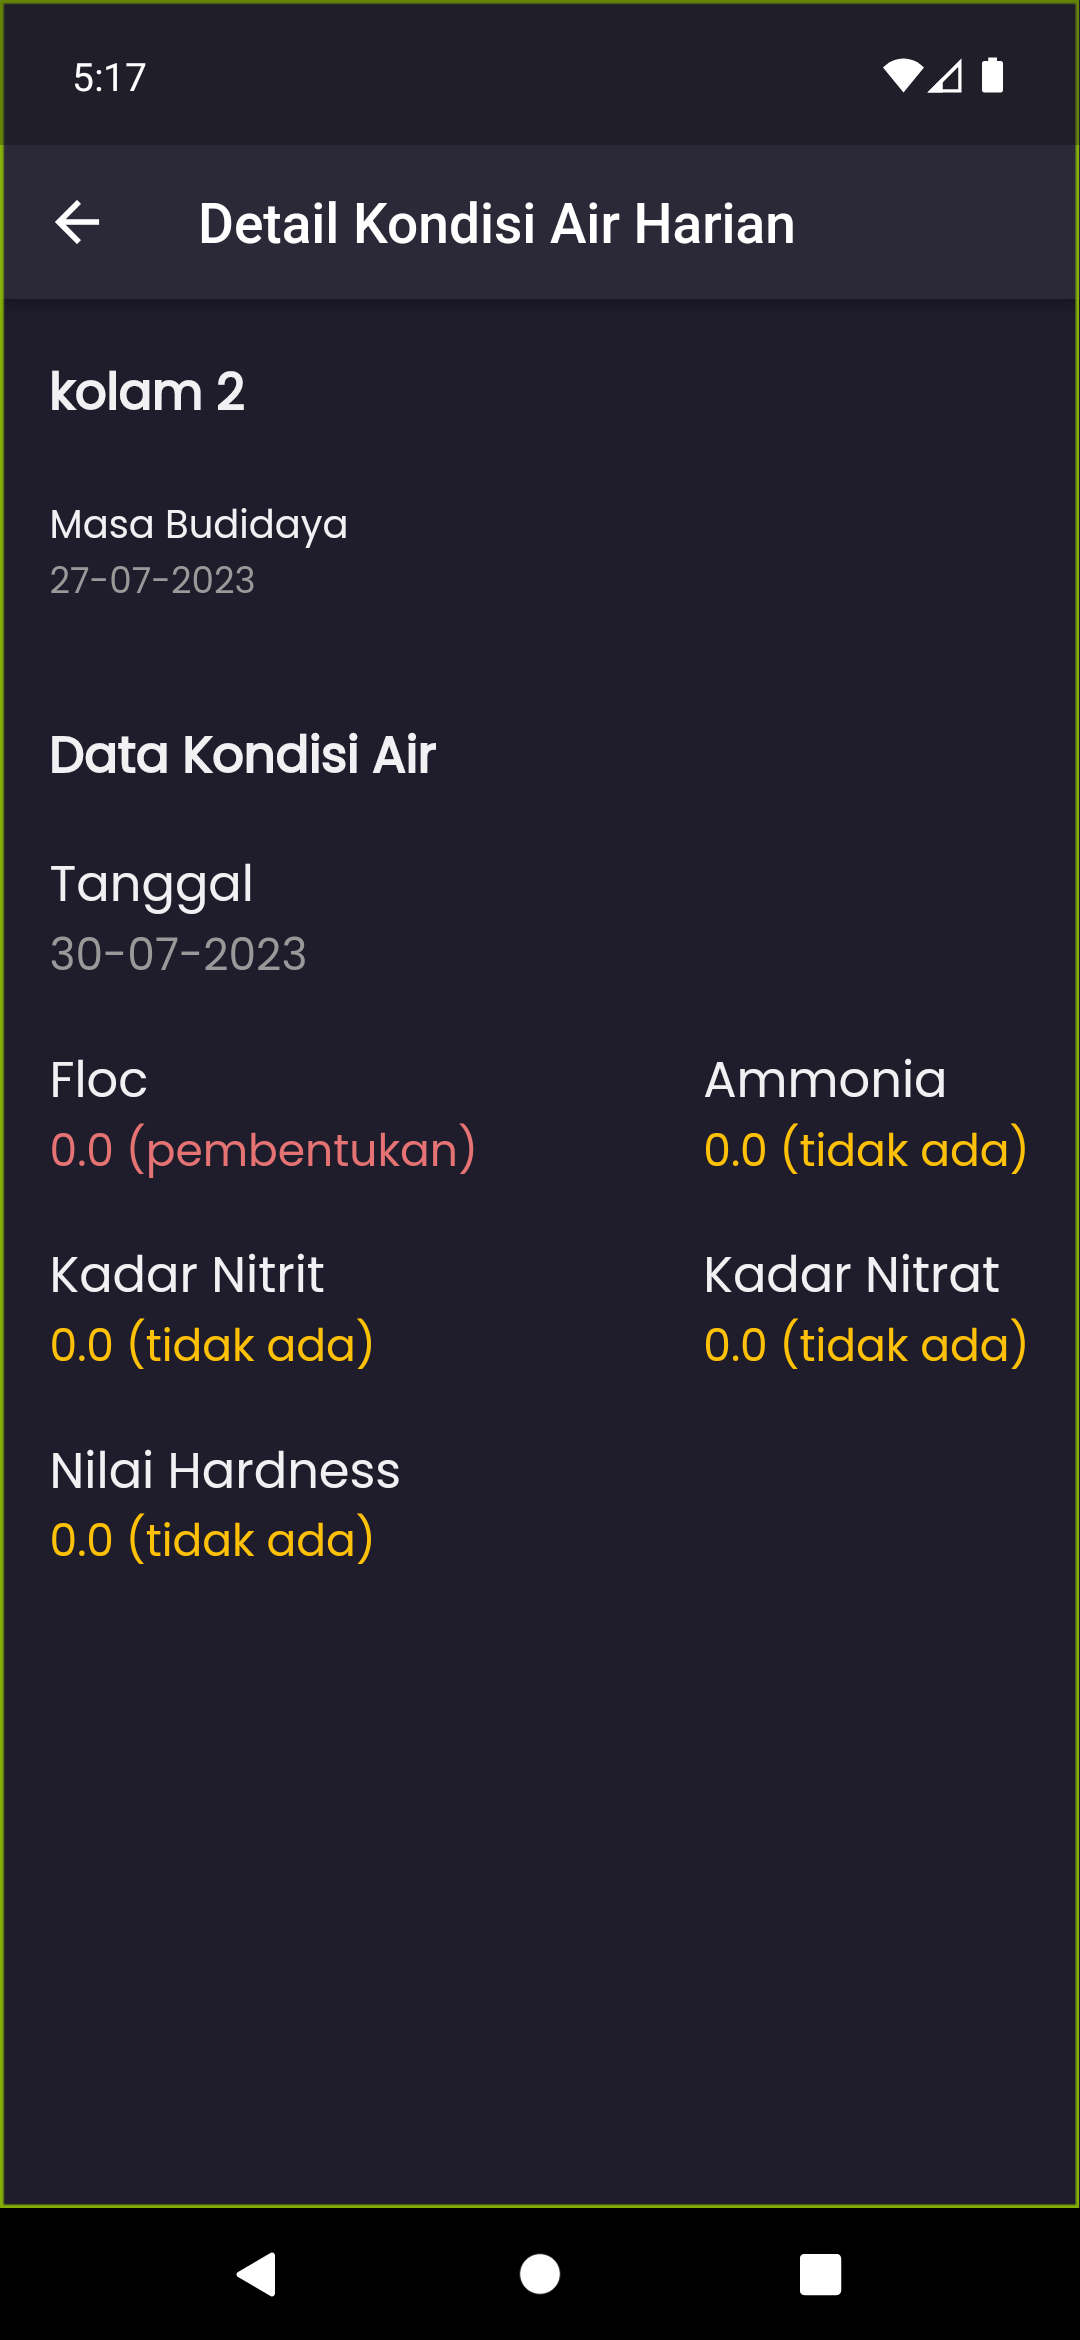 5:17
Detail Kondisi Air Harian
kolam 2
Masa Budidaya
27-07-2023
Data Kondisi Air
Tanggal
30-07-2023
Floc
0.0 (pembentukan)
Ammonia
0.0 (tidak ada)
Kadar Nitrit
0.0 (tidak ada)
Kadar Nitrat
0.0 (tidak ada)
Nilai Hardness
0.0 (tidak ada)